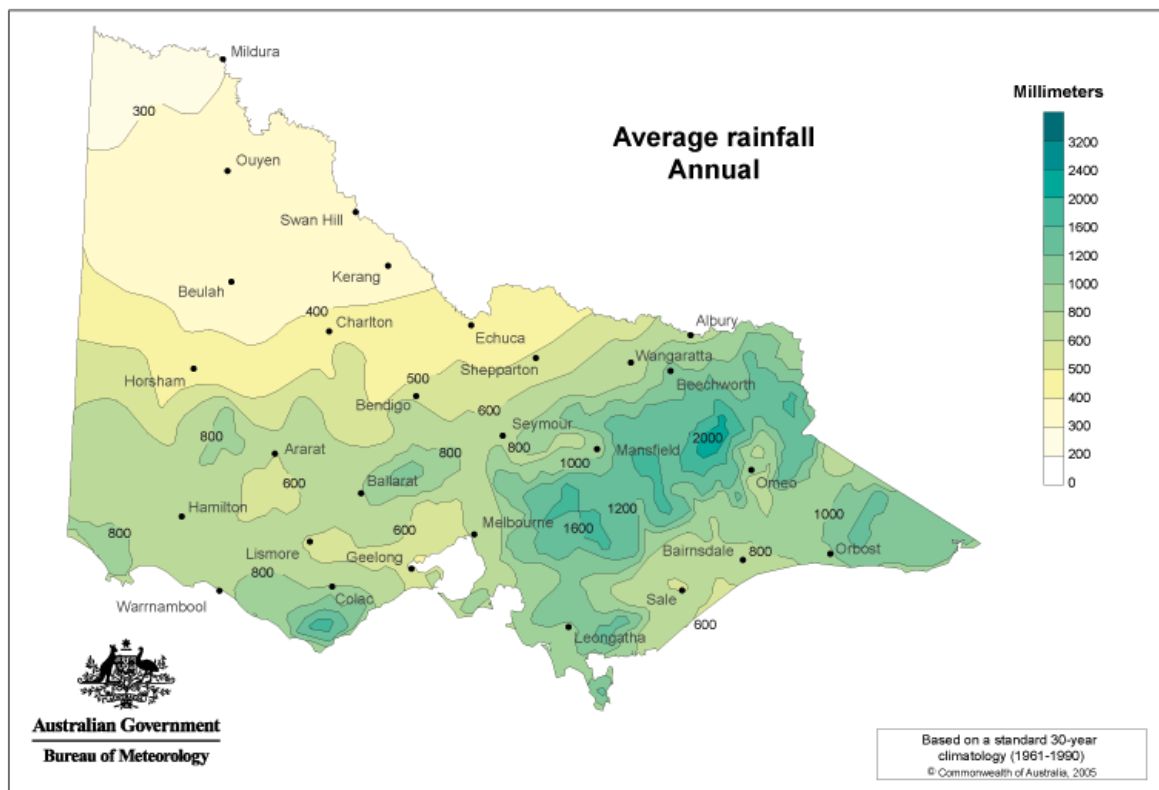 Mildura
300
Ouyen
Swan Hill
Kerang
Beulah
400
Charlton
Echuca
Albury
Horsham
Shepparton
Wangaratta
Beechworth
500
Bendigo
600
Seymour
800
2000
800
Ararat
800
Mansfield
1000
600
Ballarat
Omeo
Hamilton
1200
Melbourne
1600
1000
800
600
Lismore
Geelong
Bairnsdale
800
Orbost
800
Colac
Sale
Warrnambool
600
Leongatha
Average rainfall
Annual
Millimeters
3200
2400
2000
1600
1200
1000
800
600
500
400
300
200
0
Australian Government
Bureau of Meteorology
Based on a standard 30-year
climatology (1961-1990)
© Commonwealth of Australia, 2005